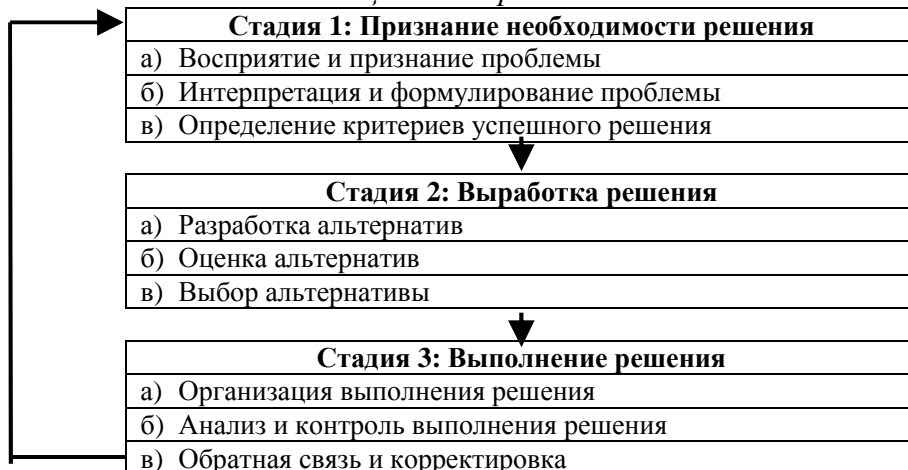 Стадия 1: Признание необходимости решения
а) Восприятие и признание проблемы
б) Интерпретация и формулирование проблемы
в) Определение критериев успешного решения
Стадия 2: Выработка решения
а) Разработка альтернатив
б) Оценка альтернатив
в) Выбор альтернативы
Стадия 3: Выполнение решения
а) Организация выполнения решения
б) Анализ и контроль выполнения решения
в) Обратная связь и корректировка